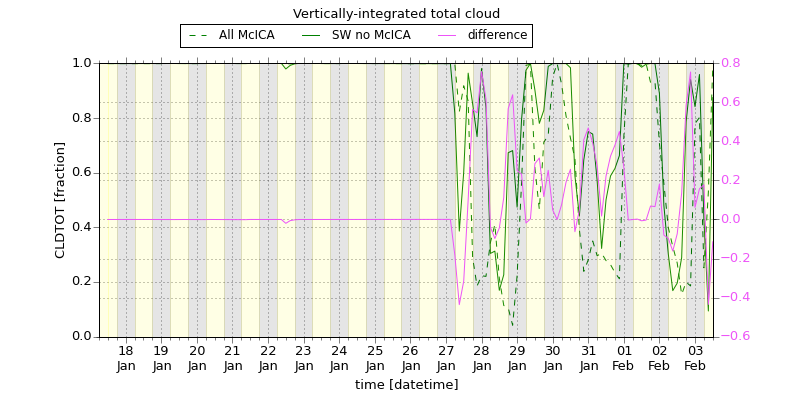 Vertically-integrated total cloud
All McICA SW no McICA difference
1.0 0.8
0.8 0.6
0.6 0.4
0.4 0.2
0.2 0.0
0.0 −0.2
−0.4
−0.6
CLDTOT [fraction]
18 19 20 21 22 23 24 25 26 27 28 29 30 31 01 02 03
Jan Jan Jan Jan Jan Jan Jan Jan Jan Jan Jan Jan Jan Jan Feb Feb Feb
time [datetime]